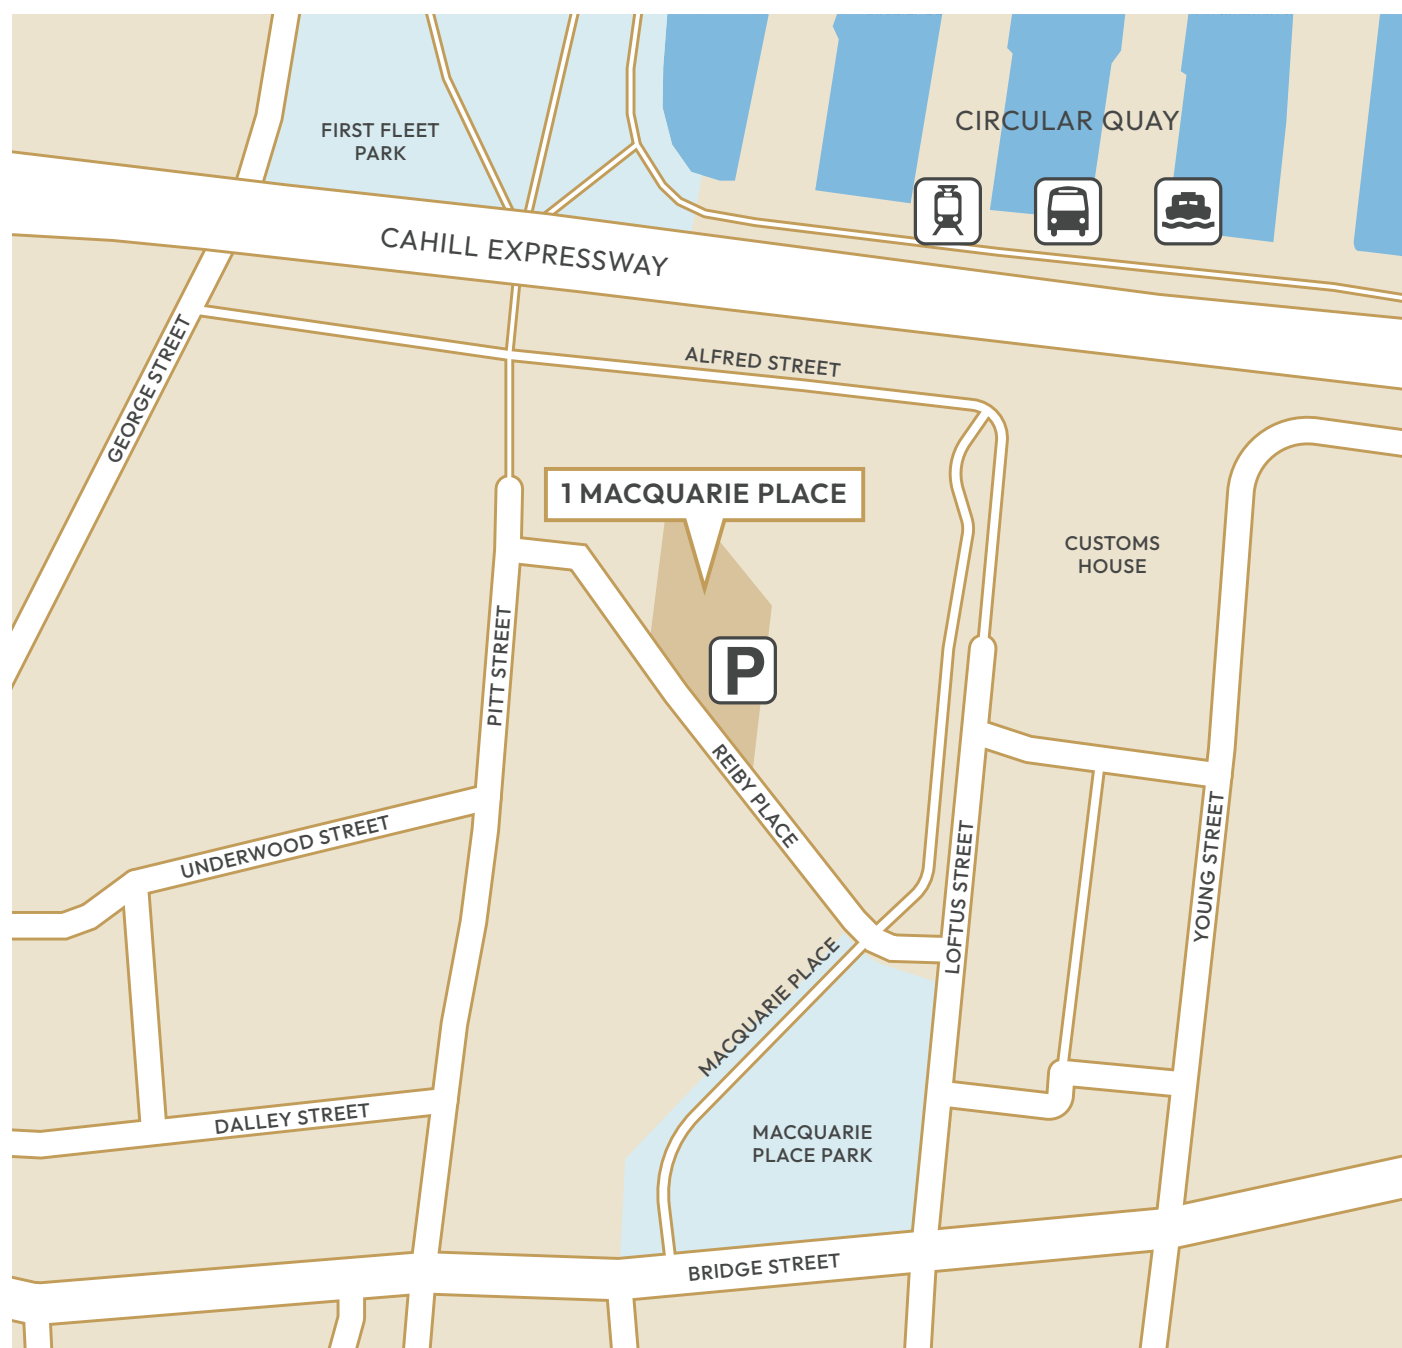 CIRCULAR QUAY
FIRST FLEET
PARK
CAHILL EXPRESSWAY
GEORGE STREET
ALFRED STREET
1 MACQUARIE PLACE
CUSTOMS
HOUSE
PITT STREET
P
REIBY PLACE
UNDERWOOD STREET
LOFTUS STREET
YOUNG STREET
MACQUARIE PLACE
DALLEY STREET
MACQUARIE
PLACE PARK
BRIDGE STREET